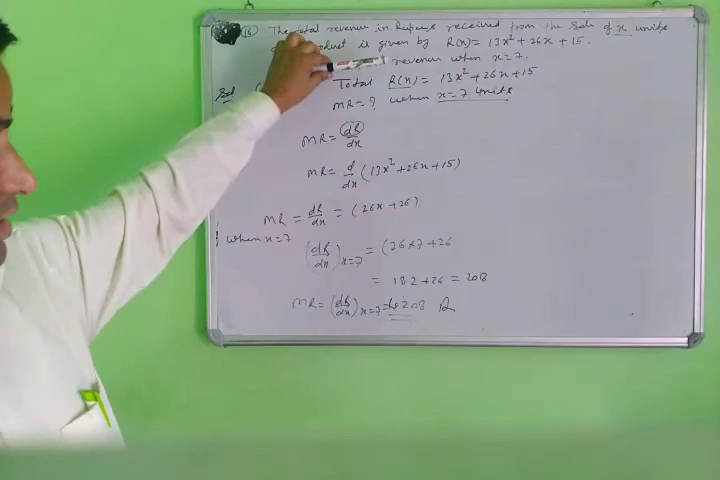 (16) The total revenue in Rupees received from the Sale of x units
product is given by R(x) = 13x² + 26x + 15.
revenue when x = 7.
Sol Total R(x) = 13x² + 26x + 15
MR = ? when x = 7 units
MR = dR/dx
MR = d/dx (13x² + 26x + 15)
MR = dR/dx = (26x + 26)
when x = 7
(dR/dx)x=7 = (26 × 7 + 26
= 182 + 26 = 208
MR = (dR/dx)x=7 = 208